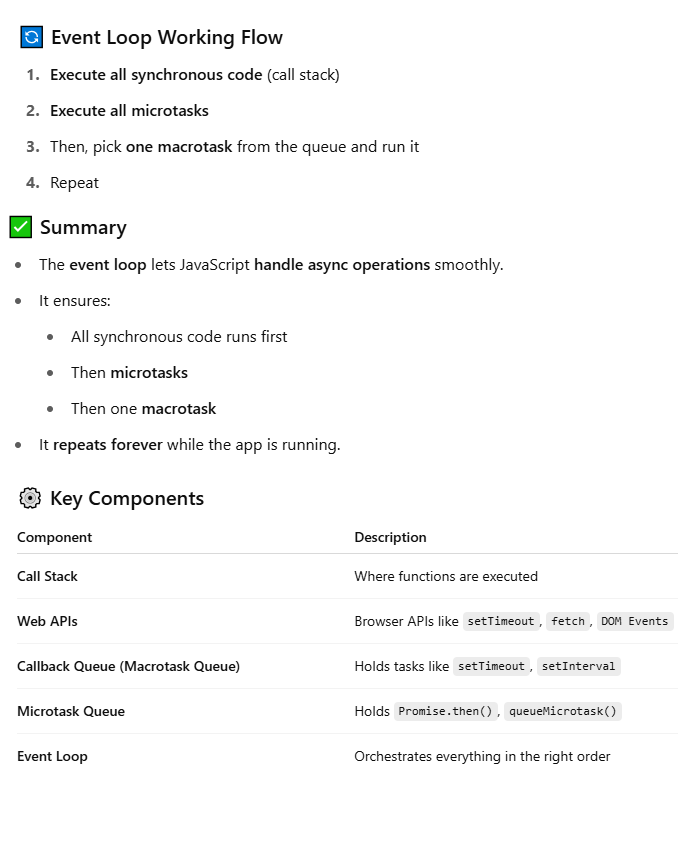 🔄 Event Loop Working Flow
1. Execute all synchronous code (call stack)
2. Execute all microtasks
3. Then, pick one macrotask from the queue and run it
4. Repeat
✅ Summary
• The event loop lets JavaScript handle async operations smoothly.
• It ensures:
• All synchronous code runs first
• Then microtasks
• Then one macrotask
• It repeats forever while the app is running.
⚙️ Key Components
Component Description
Call Stack Where functions are executed
Web APIs Browser APIs like setTimeout, fetch, DOM Events
Callback Queue (Macrotask Queue) Holds tasks like setTimeout, setInterval
Microtask Queue Holds Promise.then(), queueMicrotask()
Event Loop Orchestrates everything in the right order